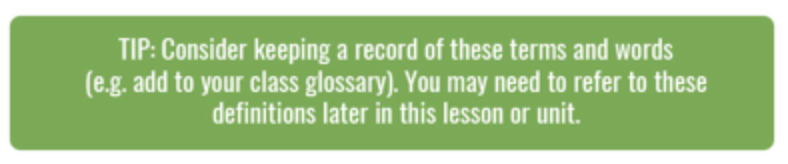 TIP: Consider keeping a record of these terms and words
(e.g. add to your class glossary). You may need to refer to these
definitions later in this lesson or unit.